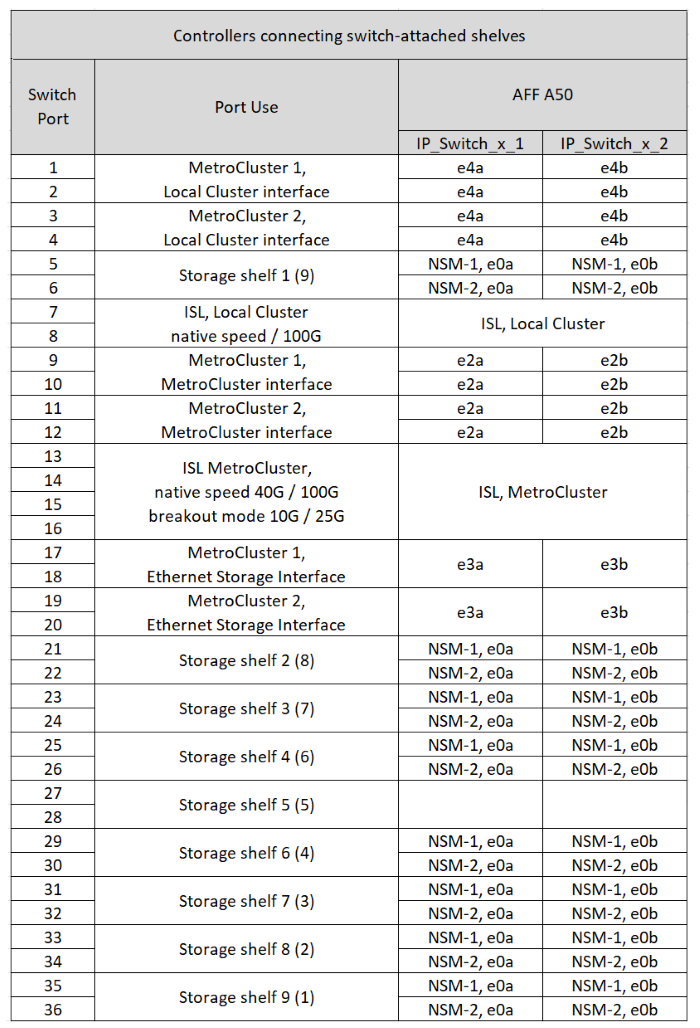 Controllers connecting switch-attached shelves
Switch
Port
Port Use
AFF A50
IP_Switch_x_1
IP_Switch_x_2
1
MetroCluster 1,
e4a
e4b
2
Local Cluster interface
e4a
e4b
3
MetroCluster 2,
e4a
e4b
4
Local Cluster interface
e4a
e4b
5
Storage shelf 1 (9)
NSM-1, e0a
NSM-1, e0b
6
NSM-2, e0a
NSM-2, e0b
7
ISL, Local Cluster
ISL, Local Cluster
8
native speed / 100G
9
MetroCluster 1,
e2a
e2b
10
MetroCluster interface
e2a
e2b
11
MetroCluster 2,
e2a
e2b
12
MetroCluster interface
e2a
e2b
13
ISL MetroCluster,
14
native speed 40G / 100G
ISL, MetroCluster
15
breakout mode 10G / 25G
16
17
MetroCluster 1,
e3a
e3b
18
Ethernet Storage Interface
19
MetroCluster 2,
e3a
e3b
20
Ethernet Storage Interface
21
Storage shelf 2 (8)
NSM-1, e0a
NSM-1, e0b
22
NSM-2, e0a
NSM-2, e0b
23
Storage shelf 3 (7)
NSM-1, e0a
NSM-1, e0b
24
NSM-2, e0a
NSM-2, e0b
25
Storage shelf 4 (6)
NSM-1, e0a
NSM-1, e0b
26
NSM-2, e0a
NSM-2, e0b
27
Storage shelf 5 (5)
28
29
Storage shelf 6 (4)
NSM-1, e0a
NSM-1, e0b
30
NSM-2, e0a
NSM-2, e0b
31
Storage shelf 7 (3)
NSM-1, e0a
NSM-1, e0b
32
NSM-2, e0a
NSM-2, e0b
33
Storage shelf 8 (2)
NSM-1, e0a
NSM-1, e0b
34
NSM-2, e0a
NSM-2, e0b
35
Storage shelf 9 (1)
NSM-1, e0a
NSM-1, e0b
36
NSM-2, e0a
NSM-2, e0b